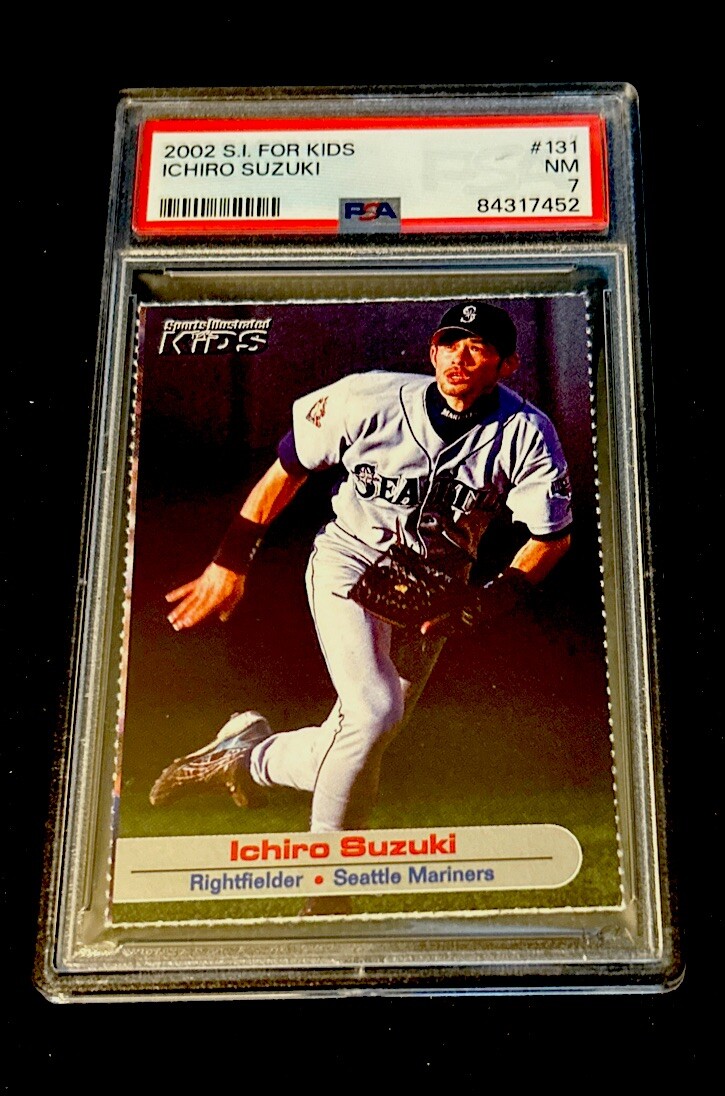 2002 S.I. FOR KIDS #131
ICHIRO SUZUKI NM
7
PSA 84317452
Sports Illustrated
KIDS
S
SEATTLE
Ichiro Suzuki
Rightfielder • Seattle Mariners